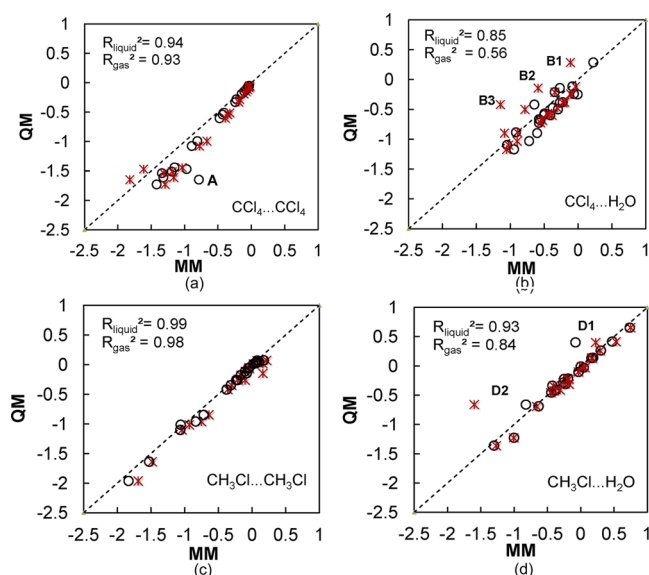 R_liquid²= 0.94
R_gas² = 0.93
QM
1
0.5
0
-0.5
-1
-1.5
-2
-2.5
A
CCl₄...CCl₄
-2.5 -2 -1.5 -1 -0.5 0 0.5 1
MM
(a)
R_liquid²= 0.85
R_gas² = 0.56
QM
1
0.5
0
-0.5
-1
-1.5
-2
-2.5
B1
B2
B3
CCl₄...H₂O
-2.5 -2 -1.5 -1 -0.5 0 0.5 1
MM
(b)
R_liquid²= 0.99
R_gas² = 0.98
QM
1
0.5
0
-0.5
-1
-1.5
-2
-2.5
CH₃Cl...CH₃Cl
-2.5 -2 -1.5 -1 -0.5 0 0.5 1
MM
(c)
R_liquid²= 0.93
R_gas² = 0.84
QM
1
0.5
0
-0.5
-1
-1.5
-2
-2.5
D1
D2
CH₃Cl...H₂O
-2.5 -2 -1.5 -1 -0.5 0 0.5 1
MM
(d)